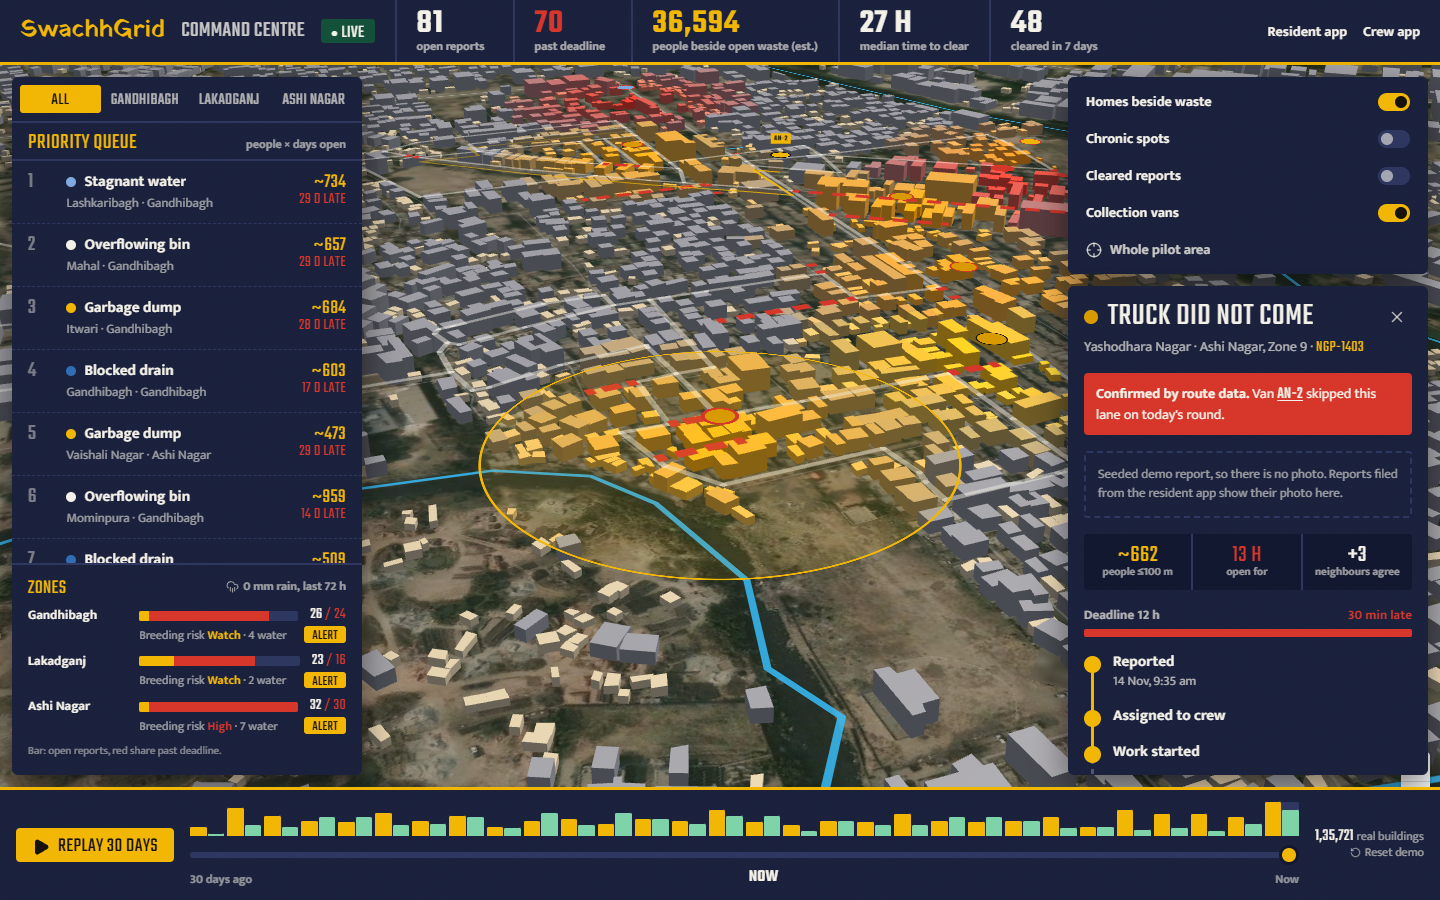 SwachhGrid COMMAND CENTRE ● LIVE
81
open reports
70
past deadline
36,594
people beside open waste (est.)
27 H
median time to clear
48
cleared in 7 days
Resident app Crew app
ALL GANDHIBAGH LAKADGANJ ASHI NAGAR
PRIORITY QUEUE people × days open
1 Stagnant water ~734
Lashkaribagh · Gandhibagh 29 D LATE
2 Overflowing bin ~657
Mahal · Gandhibagh 29 D LATE
3 Garbage dump ~684
Itwari · Gandhibagh 28 D LATE
4 Blocked drain ~603
Gandhibagh · Gandhibagh 17 D LATE
5 Garbage dump ~473
Vaishali Nagar · Ashi Nagar 29 D LATE
6 Overflowing bin ~959
Mominpura · Gandhibagh 14 D LATE
7 Blocked drain ~509
ZONES 0 mm rain, last 72 h
Gandhibagh 26 / 24
Breeding risk Watch · 4 water ALERT
Lakadganj 23 / 16
Breeding risk Watch · 2 water ALERT
Ashi Nagar 32 / 30
Breeding risk High · 7 water ALERT
Bar: open reports, red share past deadline.
AN-2
Homes beside waste
Chronic spots
Cleared reports
Collection vans
Whole pilot area
TRUCK DID NOT COME
Yashodhara Nagar · Ashi Nagar, Zone 9 · NGP-1403
Confirmed by route data. Van AN-2 skipped this
lane on today's round.
Seeded demo report, so there is no photo. Reports filed
from the resident app show their photo here.
~662
people ≤100 m
13 H
open for
+3
neighbours agree
Deadline 12 h 30 min late
Reported
14 Nov, 9:35 am
Assigned to crew
Work started
REPLAY 30 DAYS
30 days ago NOW Now
1,35,721 real buildings
Reset demo